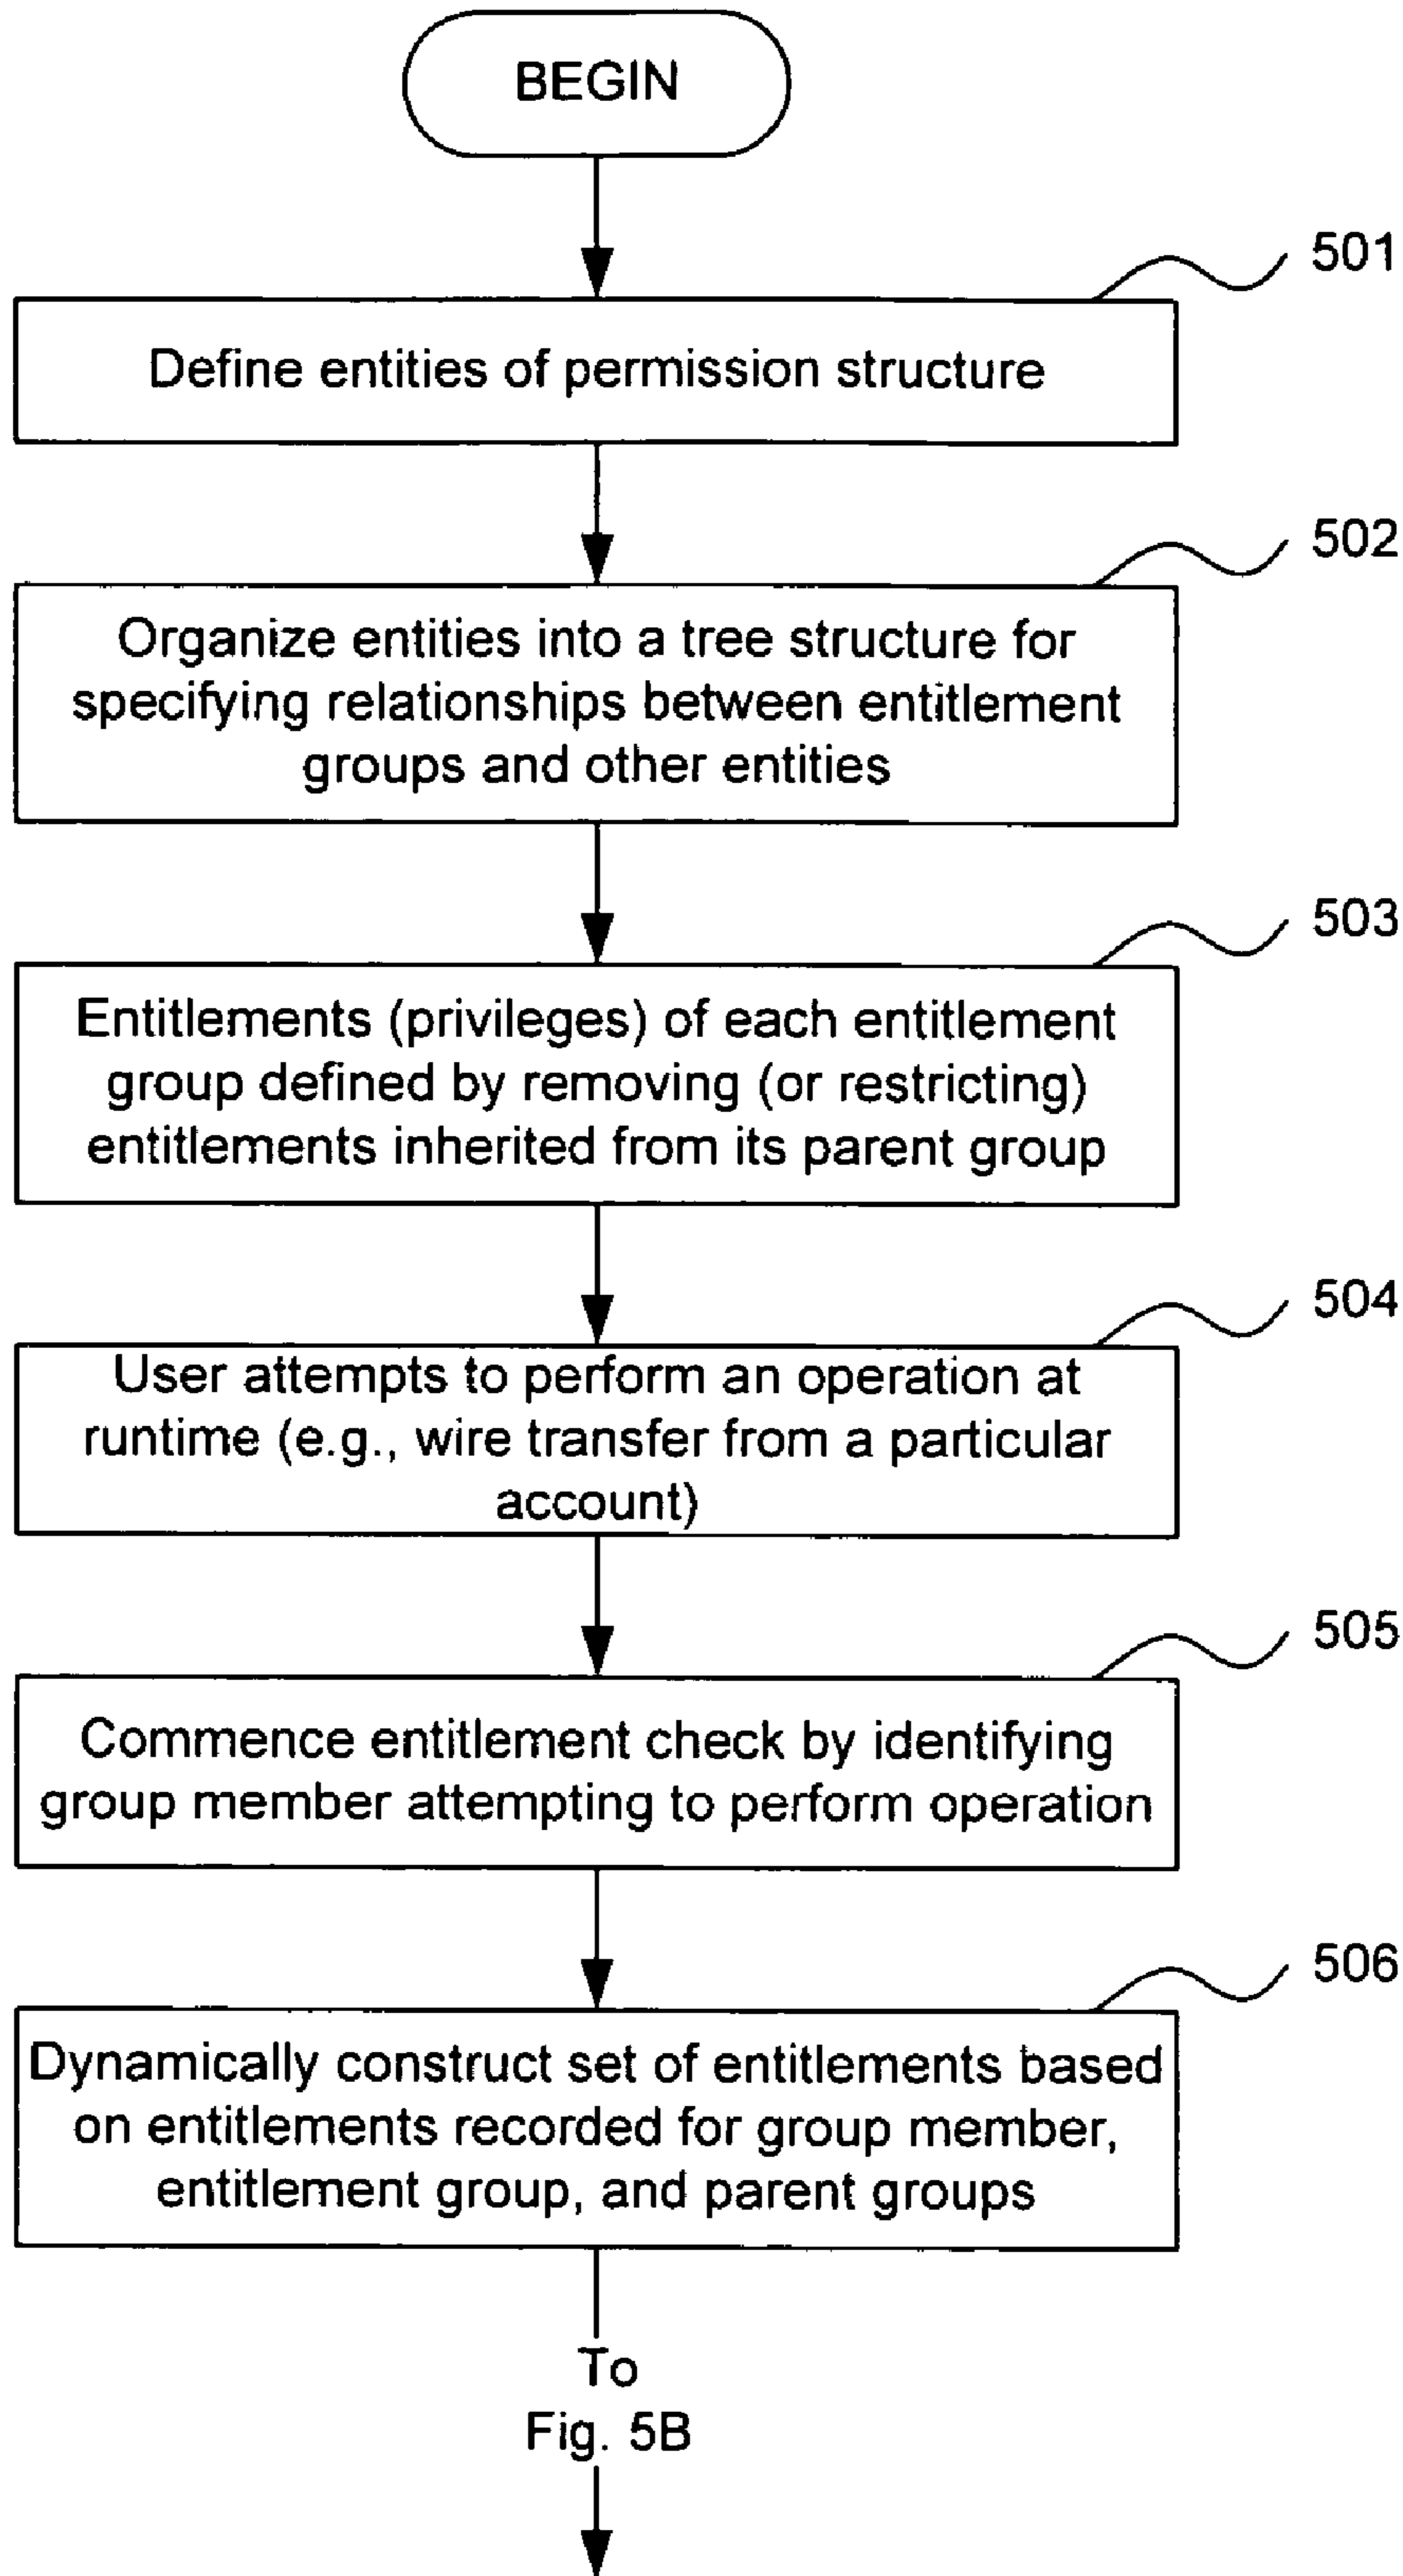 BEGIN
501
Define entities of permission structure
502
Organize entities into a tree structure for
specifying relationships between entitlement
groups and other entities
503
Entitlements (privileges) of each entitlement
group defined by removing (or restricting)
entitlements inherited from its parent group
504
User attempts to perform an operation at
runtime (e.g., wire transfer from a particular
account)
505
Commence entitlement check by identifying
group member attempting to perform operation
506
Dynamically construct set of entitlements based
on entitlements recorded for group member,
entitlement group, and parent groups
To
Fig. 5B